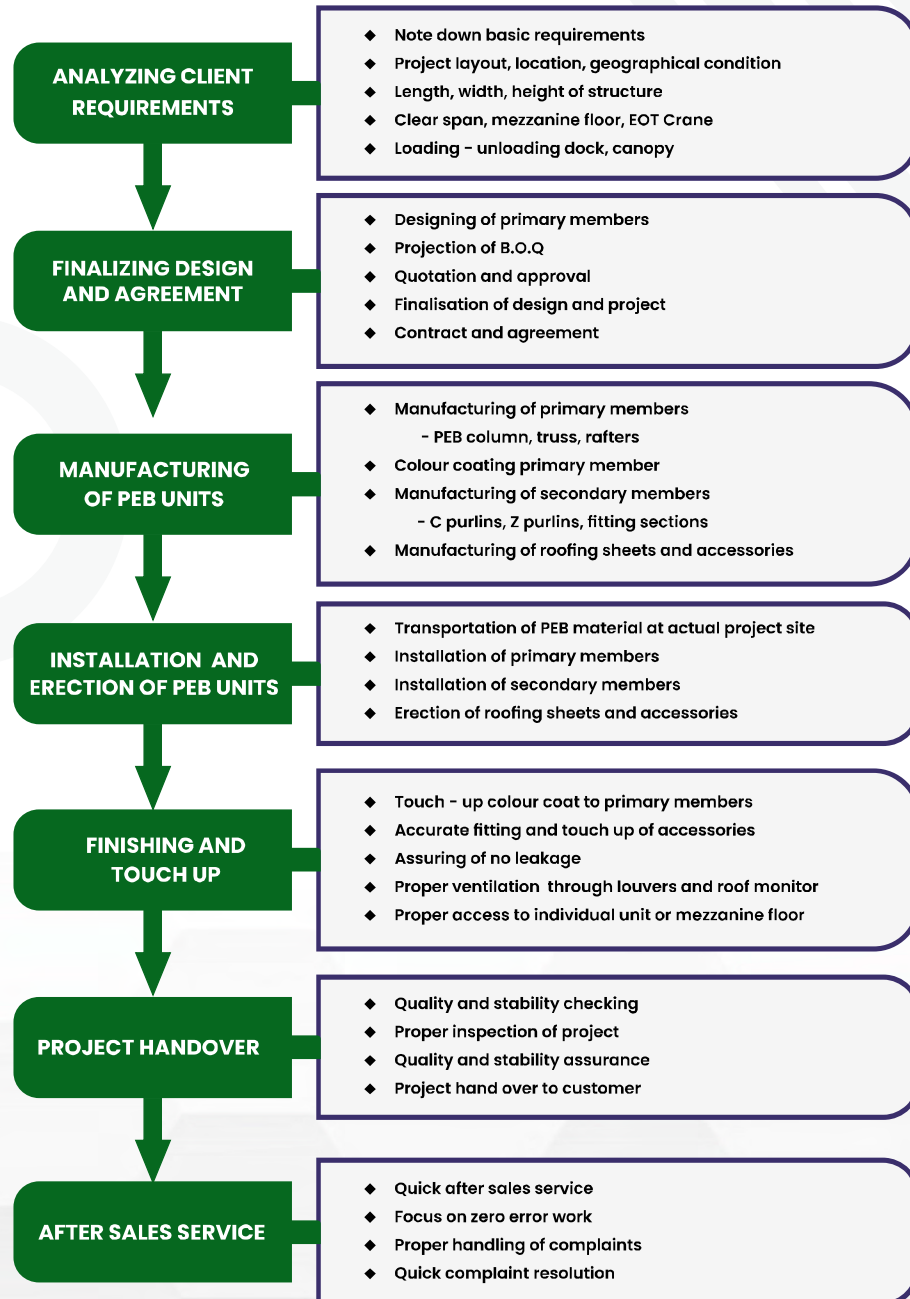 ANALYZING CLIENT
REQUIREMENTS
◆ Note down basic requirements
◆ Project layout, location, geographical condition
◆ Length, width, height of structure
◆ Clear span, mezzanine floor, EOT Crane
◆ Loading - unloading dock, canopy
FINALIZING DESIGN
AND AGREEMENT
◆ Designing of primary members
◆ Projection of B.O.Q
◆ Quotation and approval
◆ Finalisation of design and project
◆ Contract and agreement
MANUFACTURING
OF PEB UNITS
◆ Manufacturing of primary members
- PEB column, truss, rafters
◆ Colour coating primary member
◆ Manufacturing of secondary members
- C purlins, Z purlins, fitting sections
◆ Manufacturing of roofing sheets and accessories
INSTALLATION AND
ERECTION OF PEB UNITS
◆ Transportation of PEB material at actual project site
◆ Installation of primary members
◆ Installation of secondary members
◆ Erection of roofing sheets and accessories
FINISHING AND
TOUCH UP
◆ Touch - up colour coat to primary members
◆ Accurate fitting and touch up of accessories
◆ Assuring of no leakage
◆ Proper ventilation through louvers and roof monitor
◆ Proper access to individual unit or mezzanine floor
PROJECT HANDOVER
◆ Quality and stability checking
◆ Proper inspection of project
◆ Quality and stability assurance
◆ Project hand over to customer
AFTER SALES SERVICE
◆ Quick after sales service
◆ Focus on zero error work
◆ Proper handling of complaints
◆ Quick complaint resolution